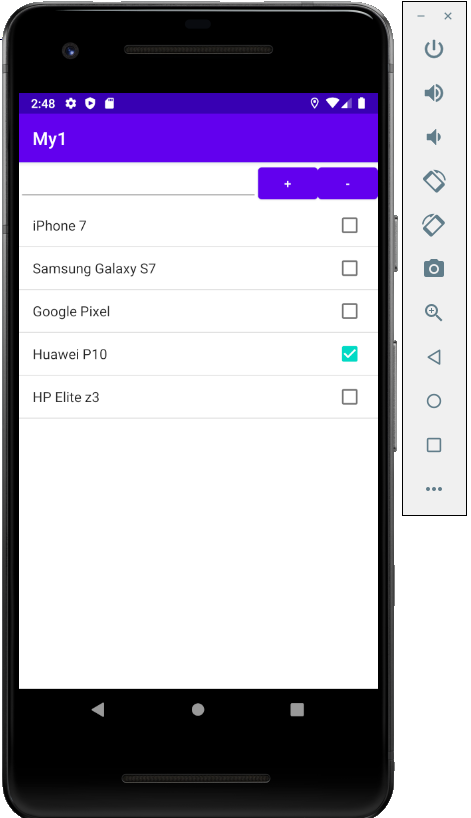 2:48
My1
+ -
iPhone 7
Samsung Galaxy S7
Google Pixel
Huawei P10
HP Elite z3